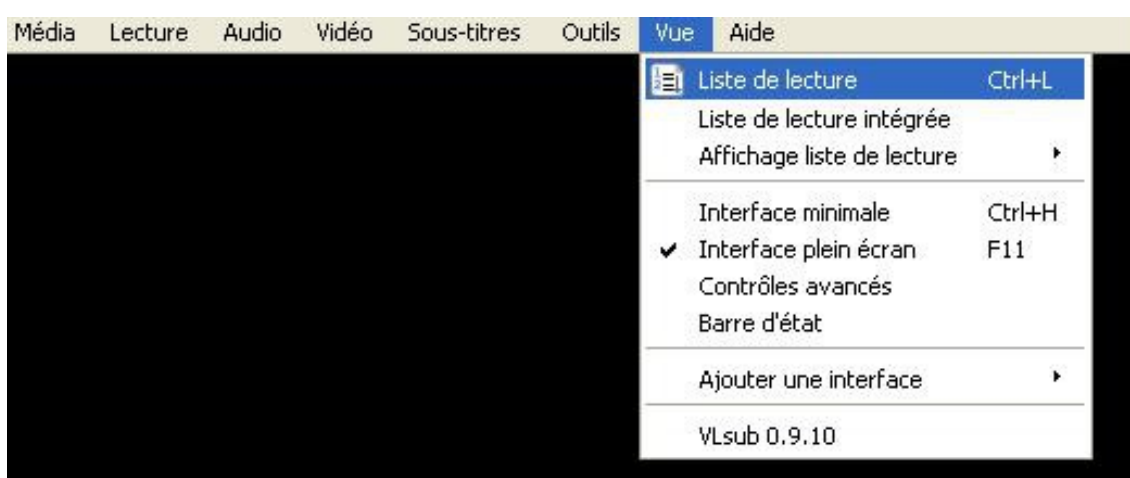 Média Lecture Audio Vidéo Sous-titres Outils Vue Aide
Liste de lecture Ctrl+L
Liste de lecture intégrée
Affichage liste de lecture
Interface minimale Ctrl+H
Interface plein écran F11
Contrôles avancés
Barre d'état
Ajouter une interface
VLsub 0.9.10